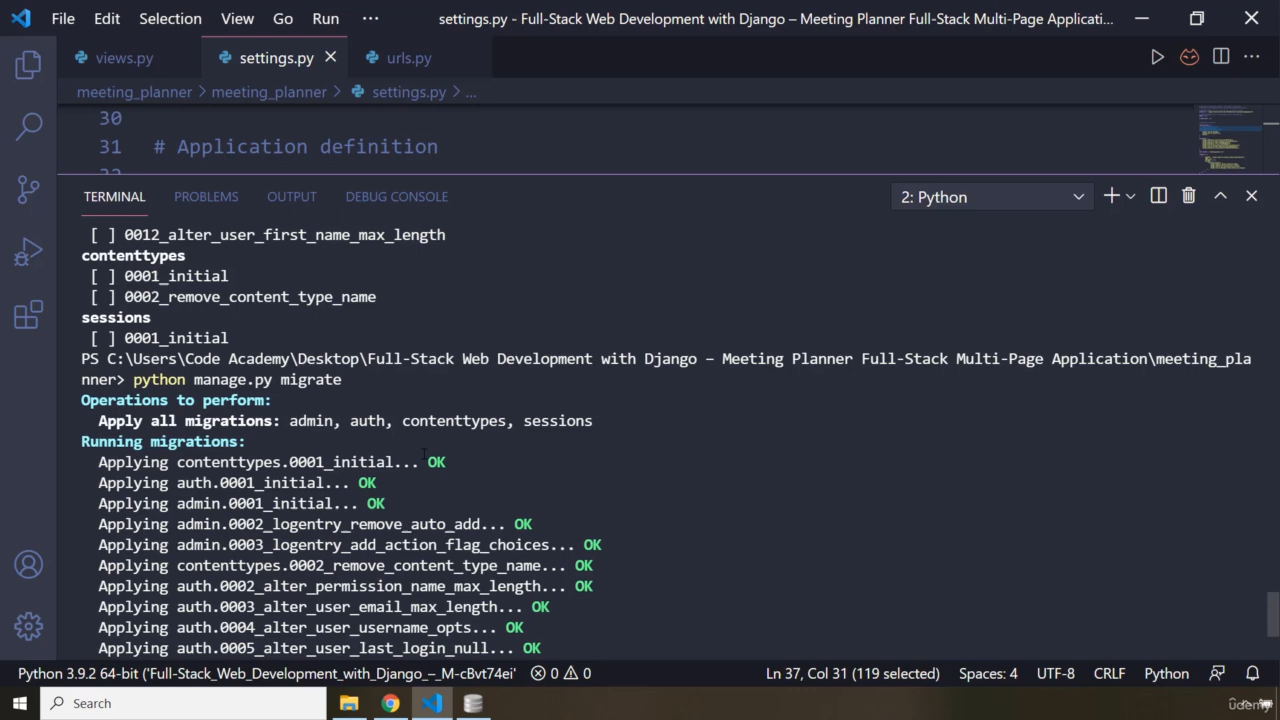 File Edit Selection View Go Run ··· settings.py - Full-Stack Web Development with Django – Meeting Planner Full-Stack Multi-Page Applicati...
views.py settings.py urls.py
meeting_planner > meeting_planner > settings.py > ...
30
31 # Application definition
TERMINAL PROBLEMS OUTPUT DEBUG CONSOLE 2: Python
[ ] 0012_alter_user_first_name_max_length
contenttypes
[ ] 0001_initial
[ ] 0002_remove_content_type_name
sessions
[ ] 0001_initial
PS C:\Users\Code Academy\Desktop\Full-Stack Web Development with Django – Meeting Planner Full-Stack Multi-Page Application\meeting_pla
nner> python manage.py migrate
Operations to perform:
Apply all migrations: admin, auth, contenttypes, sessions
Running migrations:
Applying contenttypes.0001_initial... OK
Applying auth.0001_initial... OK
Applying admin.0001_initial... OK
Applying admin.0002_logentry_remove_auto_add... OK
Applying admin.0003_logentry_add_action_flag_choices... OK
Applying contenttypes.0002_remove_content_type_name... OK
Applying auth.0002_alter_permission_name_max_length... OK
Applying auth.0003_alter_user_email_max_length... OK
Applying auth.0004_alter_user_username_opts... OK
Applying auth.0005_alter_user_last_login_null... OK
Python 3.9.2 64-bit ('Full-Stack_Web_Development_with_Django_–_M-cBvt74ei' 0 0 Ln 37, Col 31 (119 selected) Spaces: 4 UTF-8 CRLF Python
Search
udemy